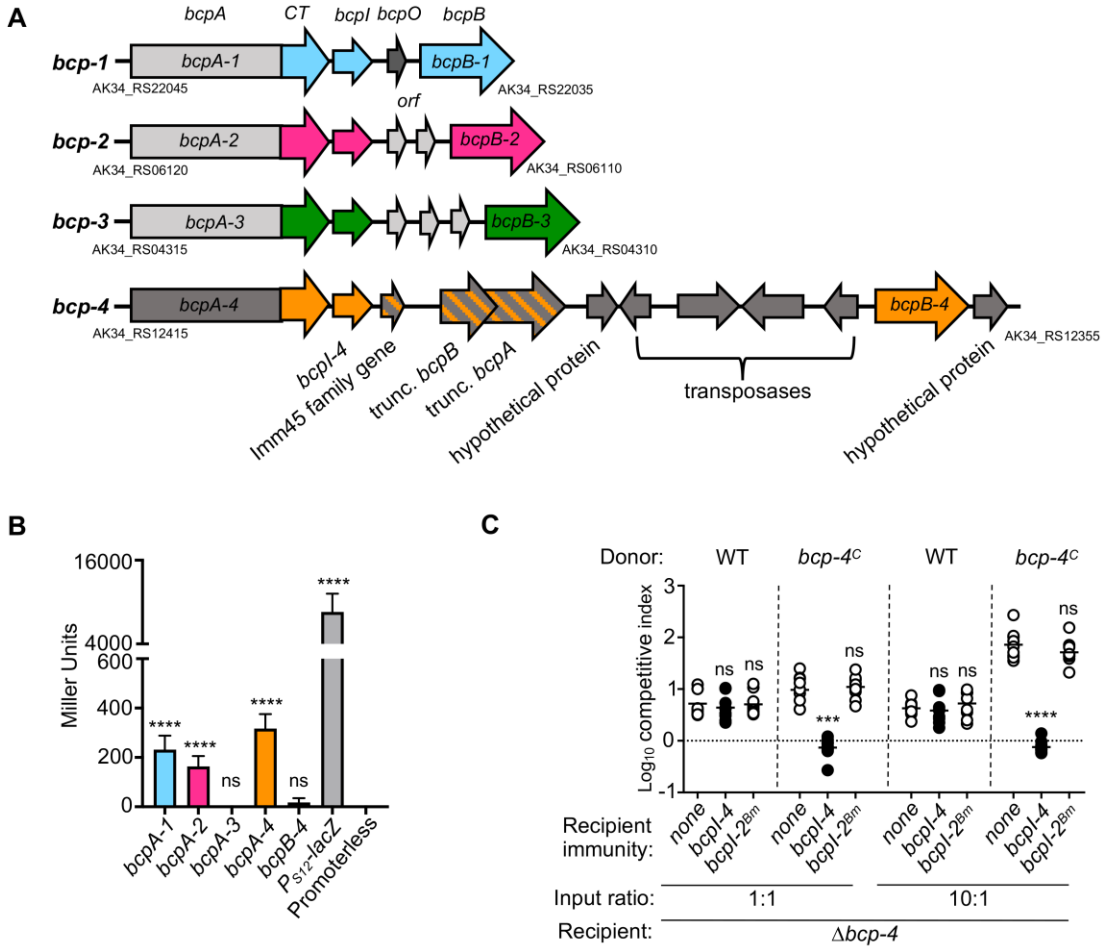 A
bcpA CT bcpI bcpO bcpB
bcp-1 bcpA-1 bcpB-1
AK34_RS22045 AK34_RS22035
orf
bcp-2 bcpA-2 bcpB-2
AK34_RS06120 AK34_RS06110
bcp-3 bcpA-3 bcpB-3
AK34_RS04315 AK34_RS04310
bcp-4 bcpA-4 bcpB-4
AK34_RS12415 AK34_RS12355
bcpI-4
Imm45 family gene
trunc. bcpB
trunc. bcpA
hypothetical protein
transposases
hypothetical protein
B
Miller Units
16000
4000
600
400
200
0
**** **** ns **** ns ****
bcpA-1
bcpA-2
bcpA-3
bcpA-4
bcpB-4
PS12-lacZ
Promoterless
C
Donor: WT bcp-4C WT bcp-4C
Log10 competitive index
3
2
1
0
-1
ns ns *** ns ns ns **** ns
Recipient immunity:
none bcpI-4 bcpI-2Bm none bcpI-4 bcpI-2Bm none bcpI-4 bcpI-2Bm none bcpI-4 bcpI-2Bm
Input ratio: 1:1 10:1
Recipient: Δbcp-4